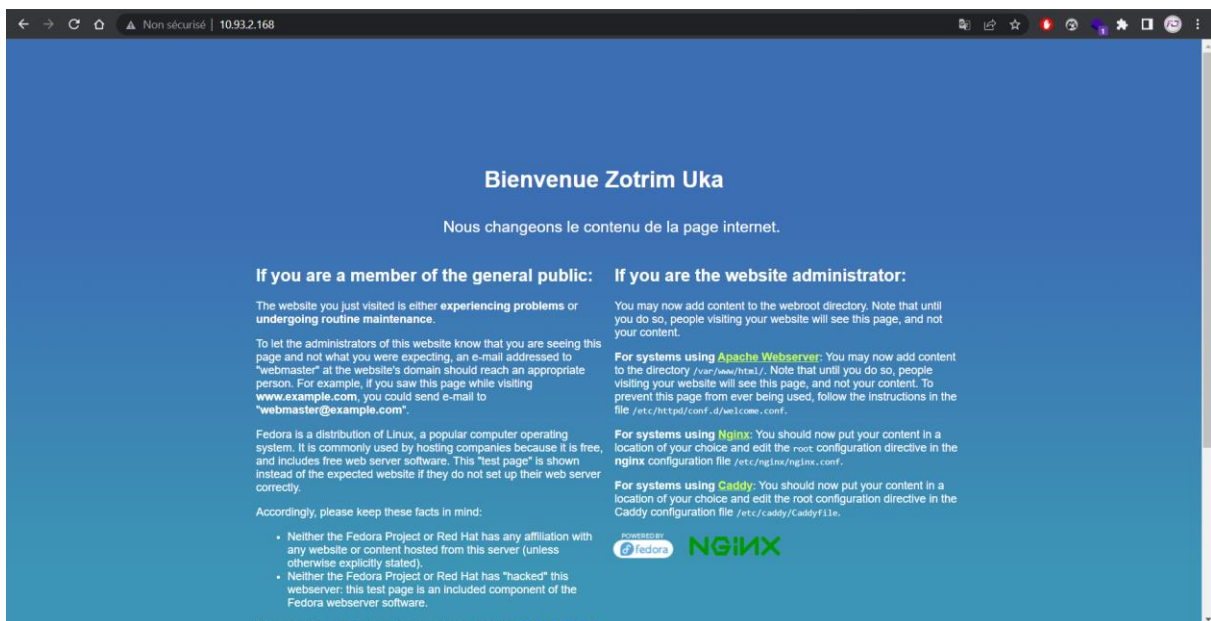 Non sécurisé | 10.93.2.168
Bienvenue Zotrim Uka
Nous changeons le contenu de la page internet.
If you are a member of the general public:
The website you just visited is either experiencing problems or
undergoing routine maintenance.
To let the administrators of this website know that you are seeing this
page and not what you were expecting, an e-mail addressed to
"webmaster" at the website's domain should reach an appropriate
person. For example, if you saw this page while visiting
www.example.com, you could send e-mail to
"webmaster@example.com".
Fedora is a distribution of Linux, a popular computer operating
system. It is commonly used by hosting companies because it is free,
and includes free web server software. This "test page" is shown
instead of the expected website if they do not set up their web server
correctly.
Accordingly, please keep these facts in mind:
• Neither the Fedora Project or Red Hat has any affiliation with
any website or content hosted from this server (unless
otherwise explicitly stated).
• Neither the Fedora Project or Red Hat has "hacked" this
webserver: this test page is an included component of the
Fedora webserver software.
If you are the website administrator:
You may now add content to the webroot directory. Note that until
you do so, people visiting your website will see this page, and not
your content.
For systems using Apache Webserver: You may now add content
to the directory /var/www/html/. Note that until you do so, people
visiting your website will see this page, and not your content. To
prevent this page from ever being used, follow the instructions in the
file /etc/httpd/conf.d/welcome.conf.
For systems using Nginx: You should now put your content in a
location of your choice and edit the root configuration directive in the
nginx configuration file /etc/nginx/nginx.conf.
For systems using Caddy: You should now put your content in a
location of your choice and edit the root configuration directive in the
Caddy configuration file /etc/caddy/Caddyfile.
POWERED BY
fedora
NGINX
1